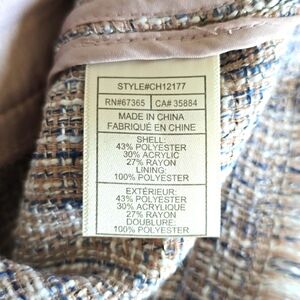 STYLE#CH12177
RN#67365 CA# 35884
MADE IN CHINA
FABRIQUÉ EN CHINE
SHELL:
43% POLYESTER
30% ACRYLIC
27% RAYON
LINING:
100% POLYESTER
EXTÉRIEUR:
43% POLYESTER
30% ACRYLIQUE
27% RAYON
DOUBLURE:
100% POLYESTER